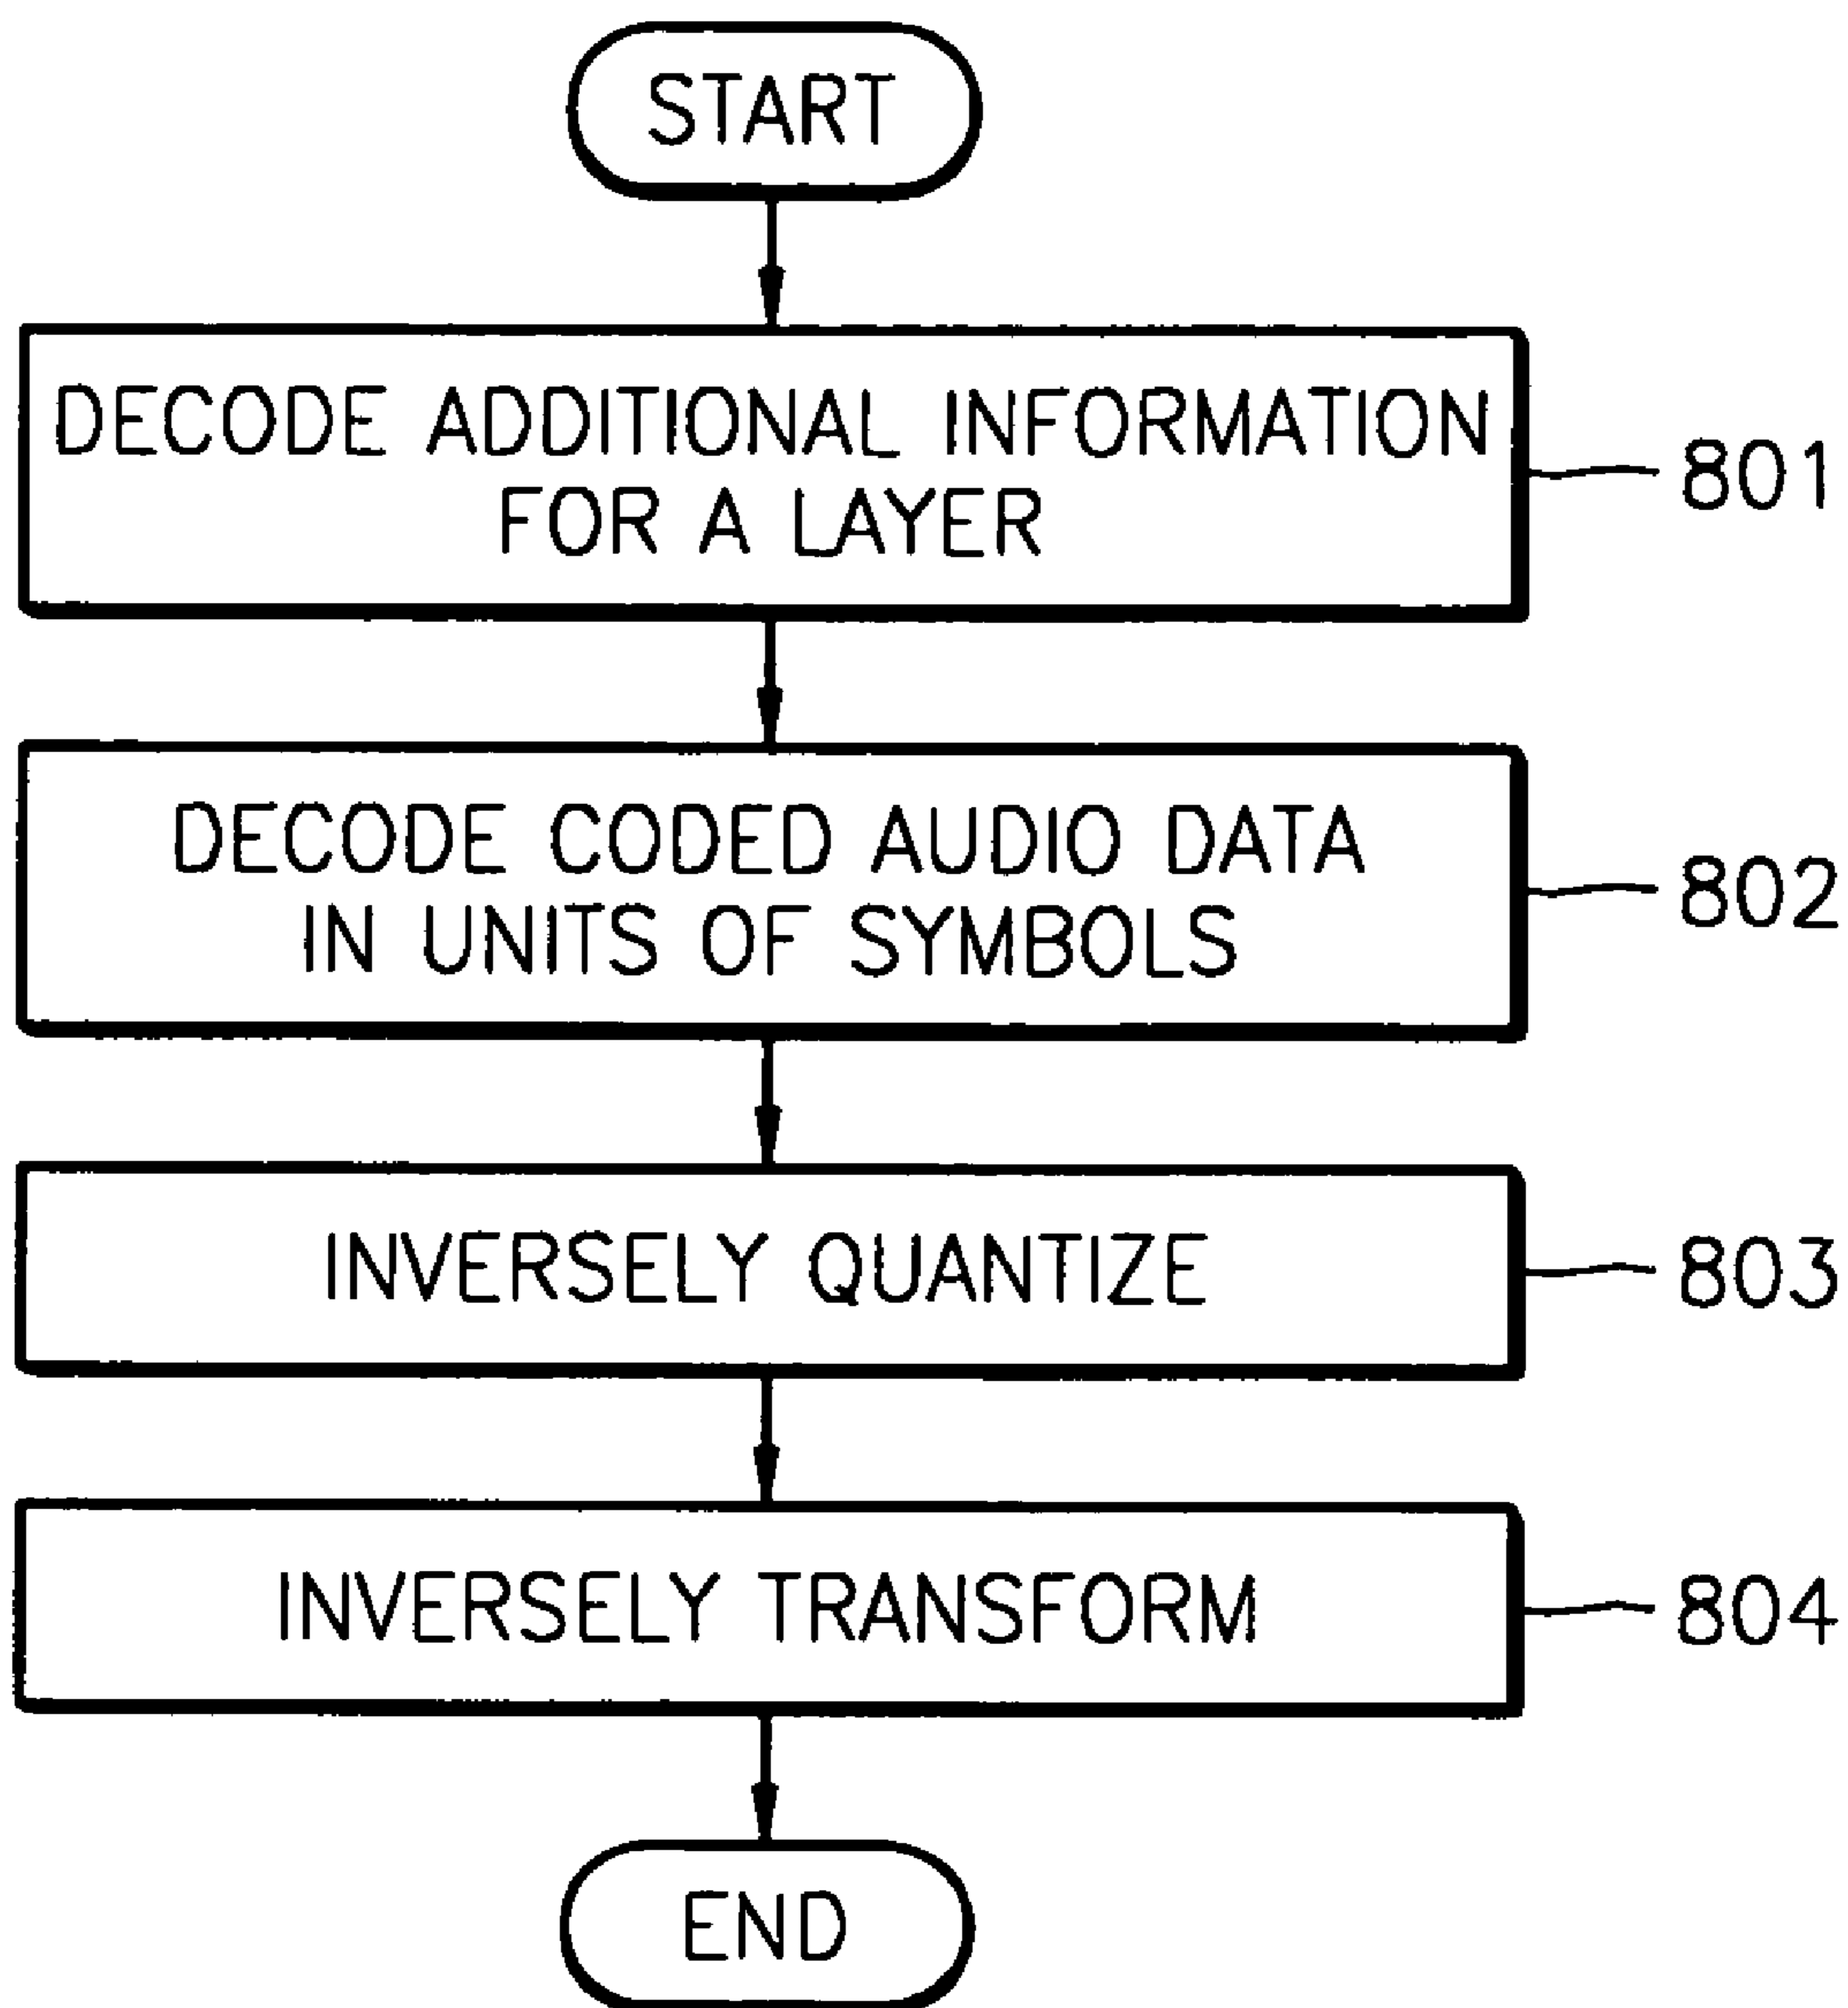 START
DECODE ADDITIONAL INFORMATION
FOR A LAYER
801
DECODE CODED AUDIO DATA
IN UNITS OF SYMBOLS
802
INVERSELY QUANTIZE
803
INVERSELY TRANSFORM
804
END